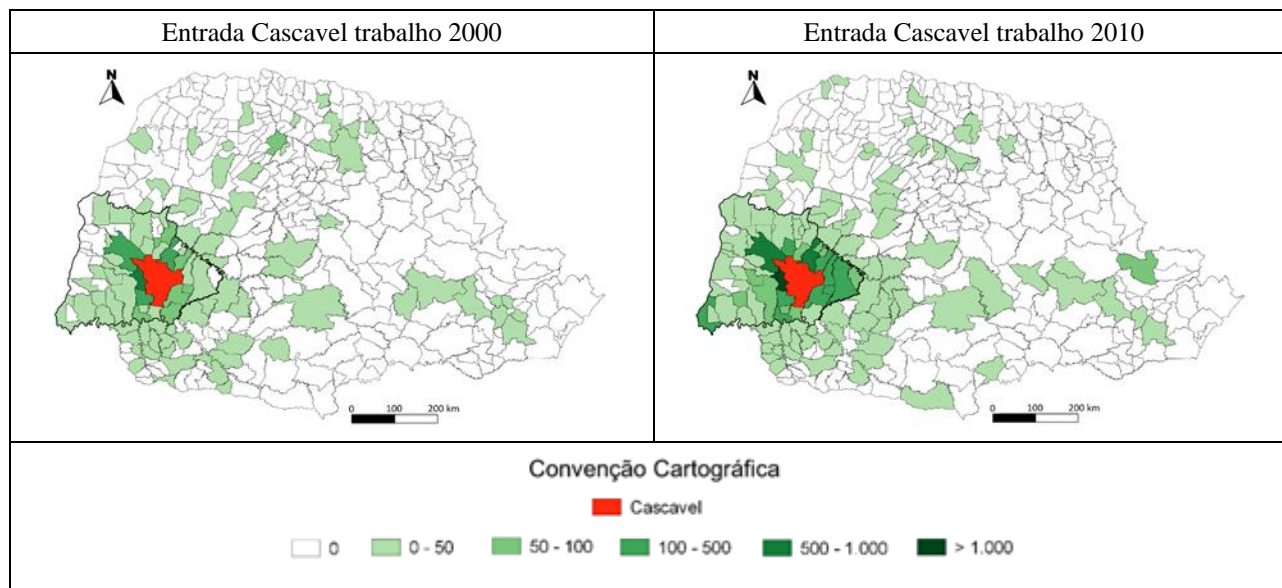 Entrada Cascavel trabalho 2000
Entrada Cascavel trabalho 2010
N
0 100 200 km
N
0 100 200 km
Convenção Cartográfica
Cascavel
0 0 - 50 50 - 100 100 - 500 500 - 1.000 > 1.000